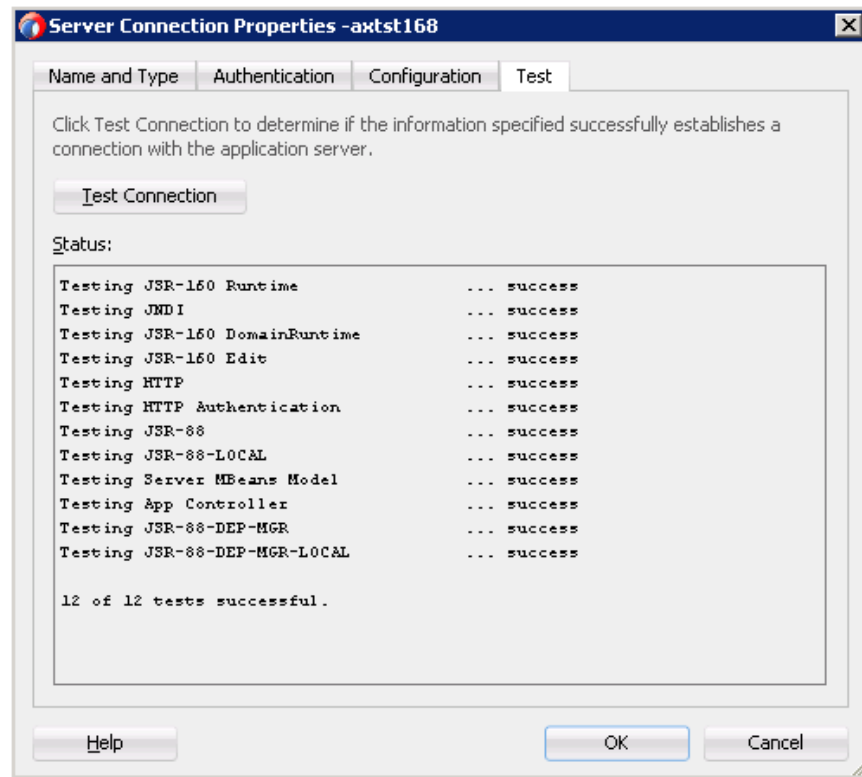 Server Connection Properties -axtst168
Name and Type Authentication Configuration Test
Click Test Connection to determine if the information specified successfully establishes a
connection with the application server.
Test Connection
Status:
Testing JSR-160 Runtime ... success
Testing JNDI ... success
Testing JSR-160 DomainRuntime ... success
Testing JSR-160 Edit ... success
Testing HTTP ... success
Testing HTTP Authentication ... success
Testing JSR-88 ... success
Testing JSR-88-LOCAL ... success
Testing Server MBeans Model ... success
Testing App Controller ... success
Testing JSR-88-DEP-MGR ... success
Testing JSR-88-DEP-MGR-LOCAL ... success
12 of 12 tests successful.
Help OK Cancel